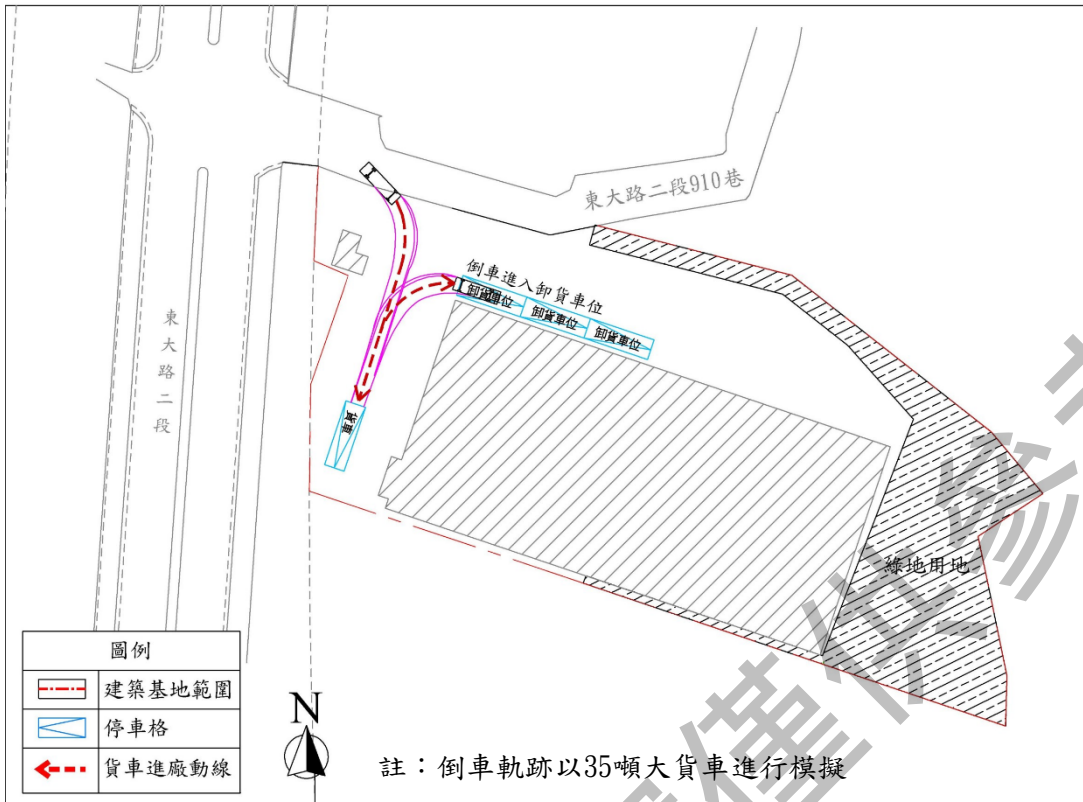 東大路二段910巷
倒車進入卸貨車位
卸貨車位
卸貨車位
卸貨車位
東大路二段
貨車
綠地用地
圖例
建築基地範圍
停車格
貨車進廠動線
N
註：倒車軌跡以35噸大貨車進行模擬
僅供參